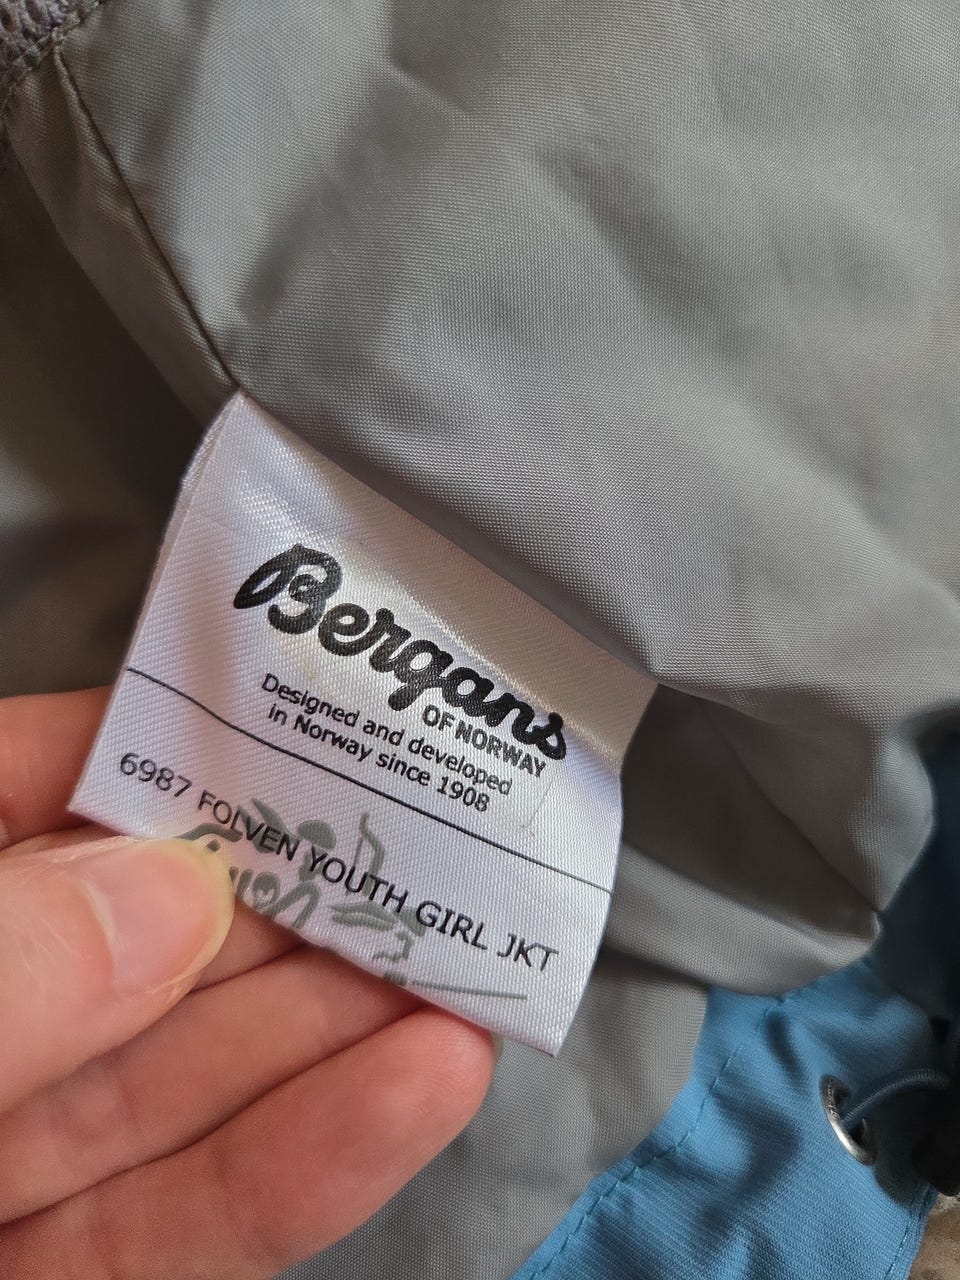 Bergans
OF NORWAY
Designed and developed
in Norway since 1908
6987 FOLVEN YOUTH GIRL JKT